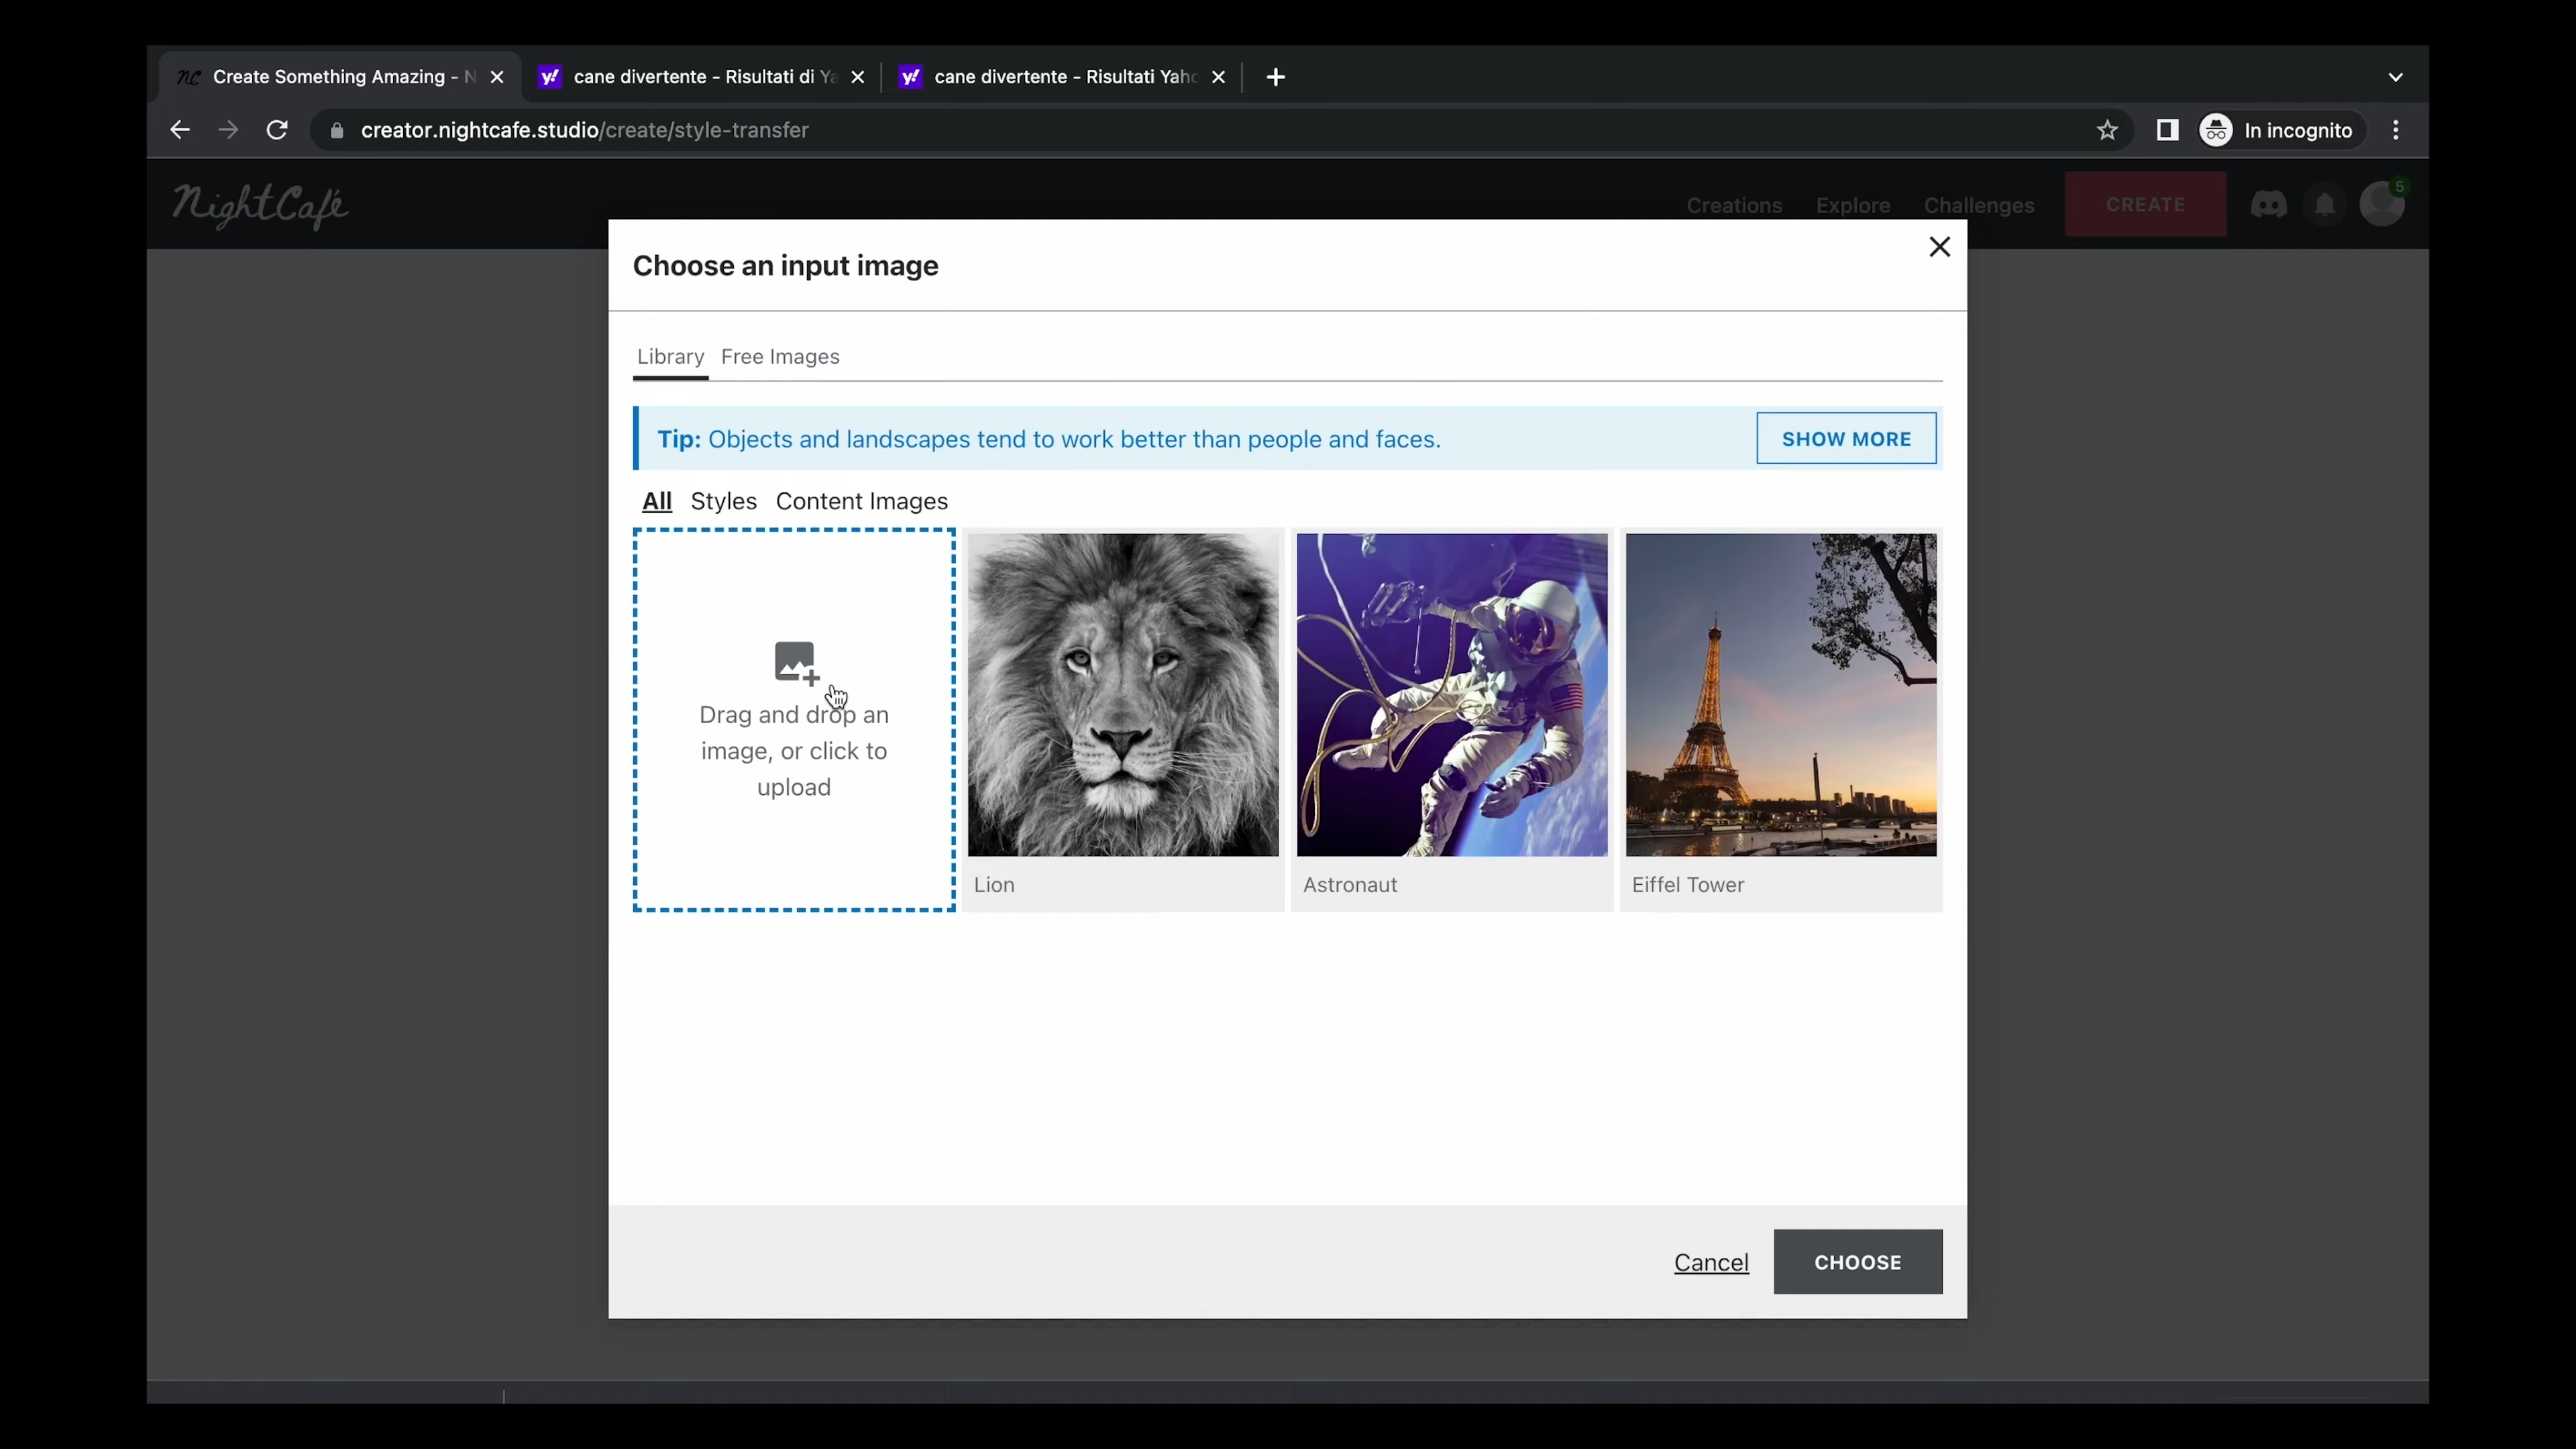 Create Something Amazing - N
cane divertente - Risultati di Ya
cane divertente - Risultati Yaho
creator.nightcafe.studio/create/style-transfer
In incognito
NightCafé
Creations
Explore
Challenges
CREATE
5
Choose an input image
Library
Free Images
Tip: Objects and landscapes tend to work better than people and faces.
SHOW MORE
All
Styles
Content Images
Drag and drop an
image, or click to
upload
Lion
Astronaut
Eiffel Tower
Cancel
CHOOSE